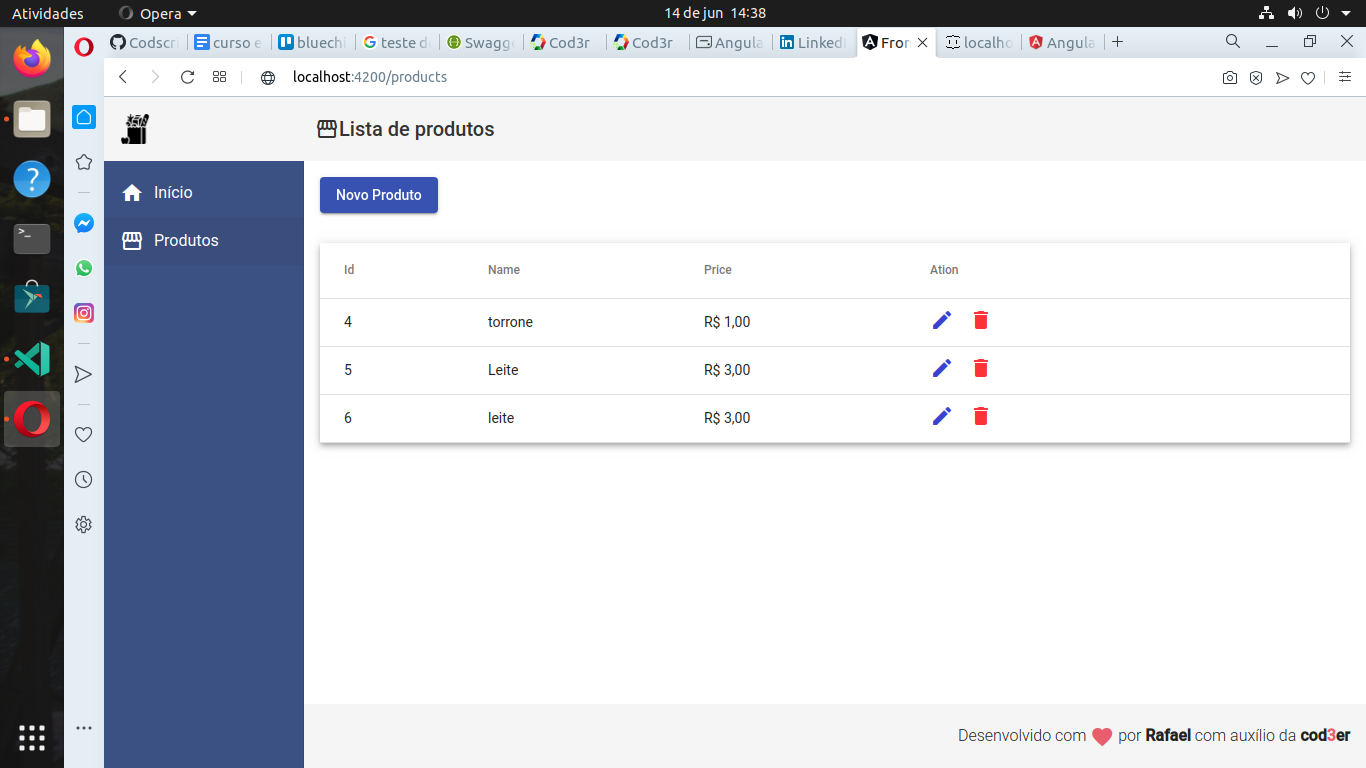 Atividades Opera 14 de jun 14:38
Codscr curso e bluechi teste d Swagg Cod3r Cod3r Angula LinkedI Fror localho Angula
localhost:4200/products
Lista de produtos
Início
Produtos
Novo Produto
Id Name Price Ation
4 torrone R$ 1,00
5 Leite R$ 3,00
6 leite R$ 3,00
Desenvolvido com por Rafael com auxílio da cod3er